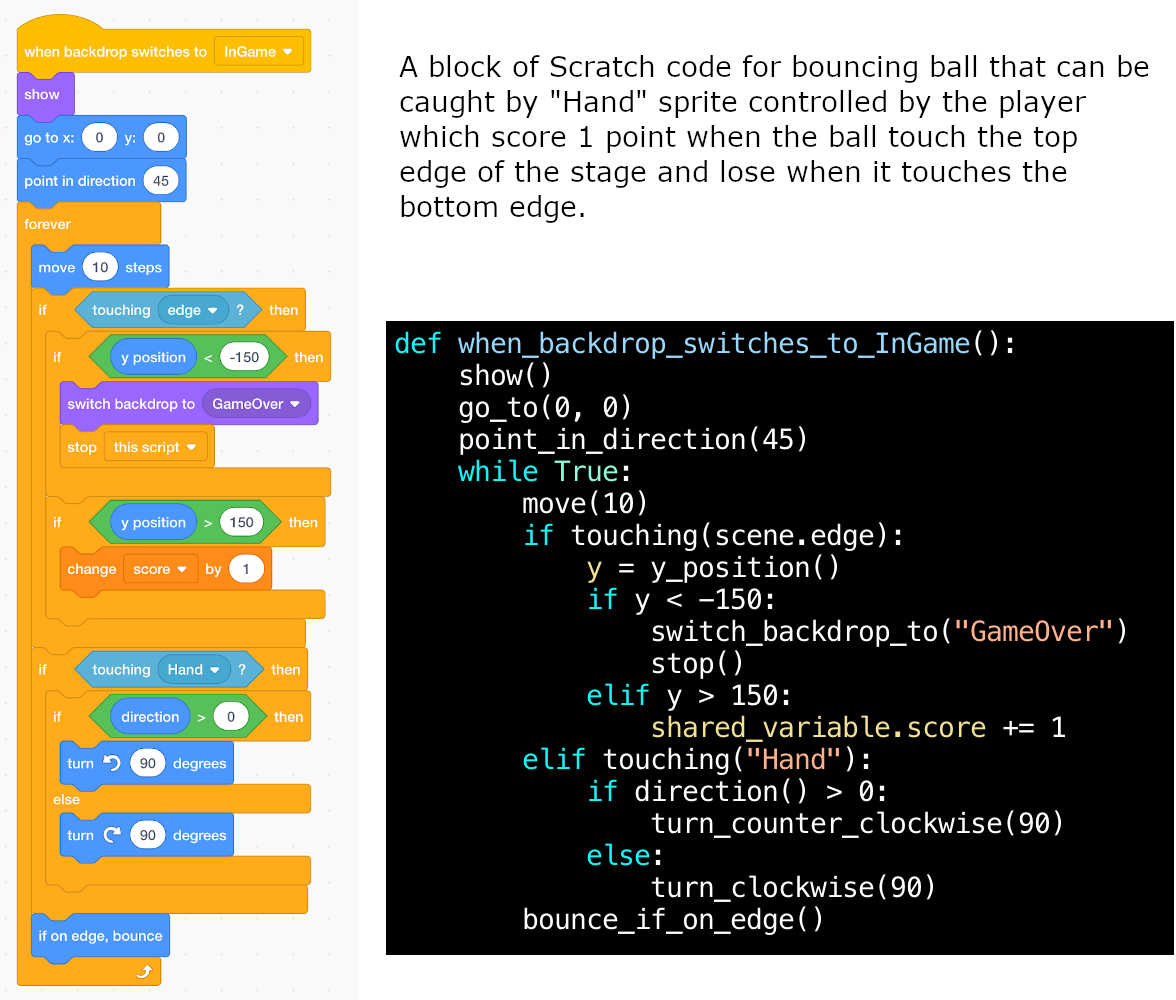 when backdrop switches to InGame
show
go to x: 0 y: 0
point in direction 45
forever
move 10 steps
if touching edge ? then
if y position < -150 then
switch backdrop to GameOver
stop this script
if y position > 150 then
change score by 1
if touching Hand ? then
if direction > 0 then
turn 90 degrees
else
turn 90 degrees
if on edge, bounce
A block of Scratch code for bouncing ball that can be
caught by "Hand" sprite controlled by the player
which score 1 point when the ball touch the top
edge of the stage and lose when it touches the
bottom edge.
def when_backdrop_switches_to_InGame():
show()
go_to(0, 0)
point_in_direction(45)
while True:
move(10)
if touching(scene.edge):
y = y_position()
if y < −150:
switch_backdrop_to("GameOver")
stop()
elif y > 150:
shared_variable.score += 1
elif touching("Hand"):
if direction() > 0:
turn_counter_clockwise(90)
else:
turn_clockwise(90)
bounce_if_on_edge()